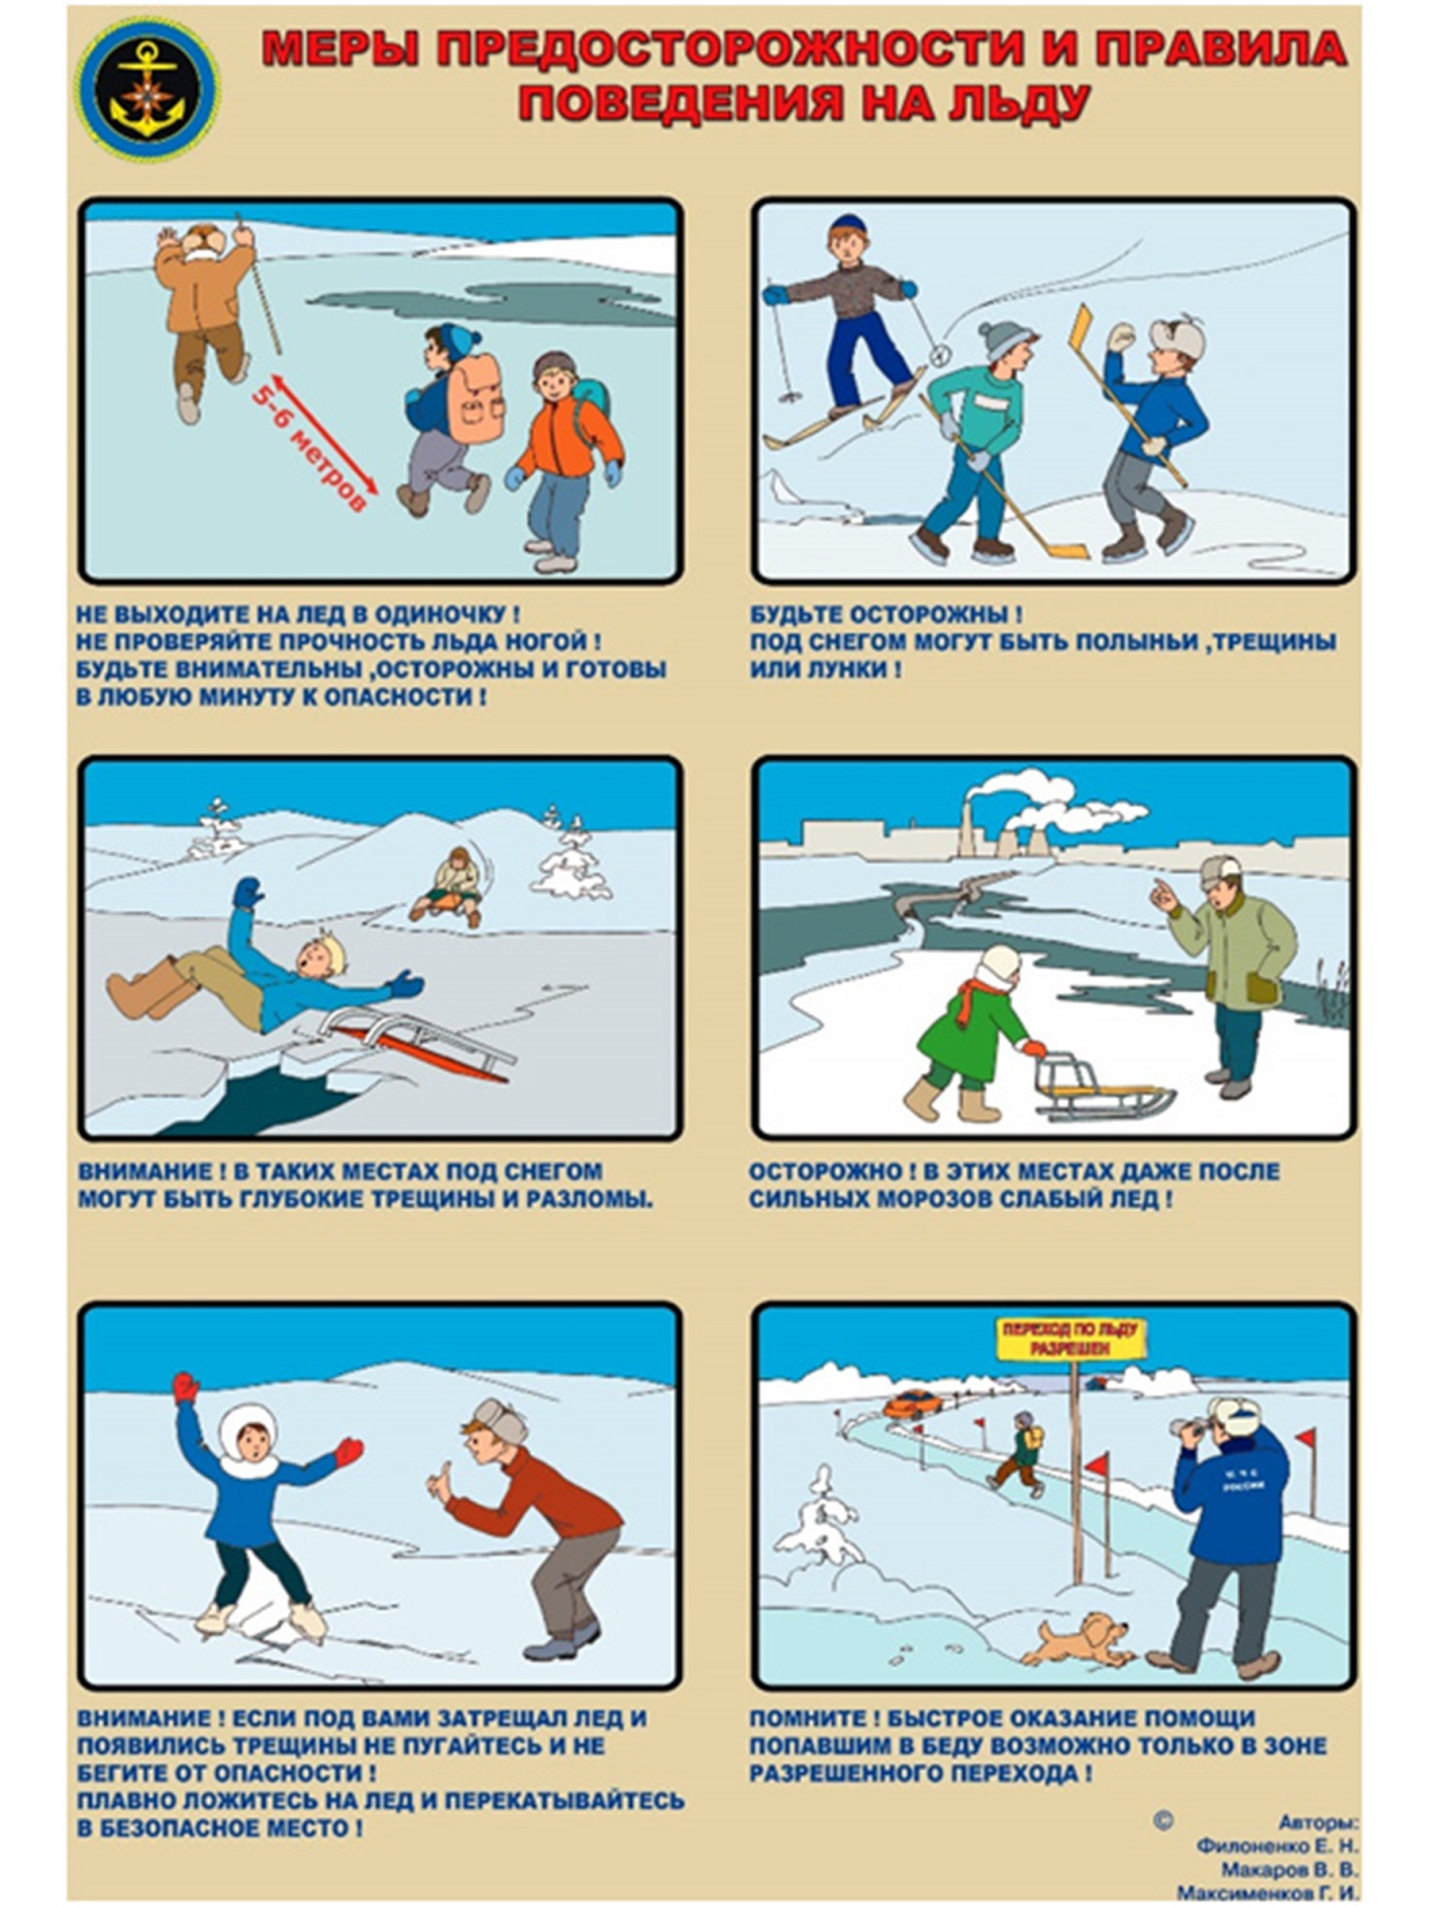 МЕРЫ ПРЕДОСТОРОЖНОСТИ И ПРАВИЛА
ПОВЕДЕНИЯ НА ЛЬДУ
5-6 метров
НЕ ВЫХОДИТЕ НА ЛЕД В ОДИНОЧКУ !
НЕ ПРОВЕРЯЙТЕ ПРОЧНОСТЬ ЛЬДА НОГОЙ !
БУДЬТЕ ВНИМАТЕЛЬНЫ ,ОСТОРОЖНЫ И ГОТОВЫ
В ЛЮБУЮ МИНУТУ К ОПАСНОСТИ !
БУДЬТЕ ОСТОРОЖНЫ !
ПОД СНЕГОМ МОГУТ БЫТЬ ПОЛЫНЬИ ,ТРЕЩИНЫ
ИЛИ ЛУНКИ !
ВНИМАНИЕ ! В ТАКИХ МЕСТАХ ПОД СНЕГОМ
МОГУТ БЫТЬ ГЛУБОКИЕ ТРЕЩИНЫ И РАЗЛОМЫ.
ОСТОРОЖНО ! В ЭТИХ МЕСТАХ ДАЖЕ ПОСЛЕ
СИЛЬНЫХ МОРОЗОВ СЛАБЫЙ ЛЕД !
ВНИМАНИЕ ! ЕСЛИ ПОД ВАМИ ЗАТРЕЩАЛ ЛЕД И
ПОЯВИЛИСЬ ТРЕЩИНЫ НЕ ПУГАЙТЕСЬ И НЕ
БЕГИТЕ ОТ ОПАСНОСТИ !
ПЛАВНО ЛОЖИТЕСЬ НА ЛЕД И ПЕРЕКАТЫВАЙТЕСЬ
В БЕЗОПАСНОЕ МЕСТО !
ПЕРЕХОД ПО ЛЬДУ
РАЗРЕШЕН
М. Ч. С
РОССИИ
ПОМНИТЕ ! БЫСТРОЕ ОКАЗАНИЕ ПОМОЩИ
ПОПАВШИМ В БЕДУ ВОЗМОЖНО ТОЛЬКО В ЗОНЕ
РАЗРЕШЕННОГО ПЕРЕХОДА !
© Авторы:
Филоненко Е. Н.
Макаров В. В.
Максименков Г. И.